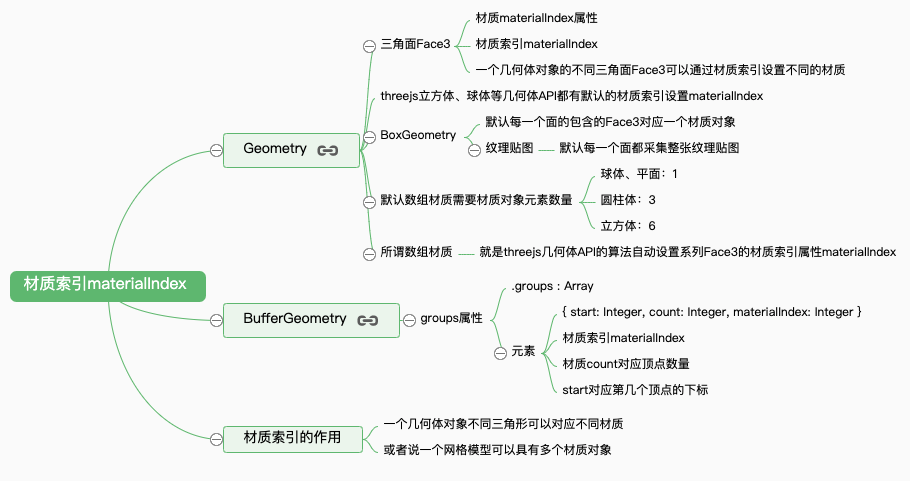 材质索引materialIndex
Geometry
三角面Face3
材质materialIndex属性
材质索引materialIndex
一个几何体对象的不同三角面Face3可以通过材质索引设置不同的材质
threejs立方体、球体等几何体API都有默认的材质索引设置materialIndex
BoxGeometry
默认每一个面的包含的Face3对应一个材质对象
纹理贴图
默认每一个面都采集整张纹理贴图
默认数组材质需要材质对象元素数量
球体、平面：1
圆柱体：3
立方体：6
所谓数组材质
就是threejs几何体API的算法自动设置系列Face3的材质索引属性materialIndex
BufferGeometry
groups属性
.groups : Array
元素
{ start: Integer, count: Integer, materialIndex: Integer }
材质索引materialIndex
材质count对应顶点数量
start对应第几个顶点的下标
材质索引的作用
一个几何体对象不同三角形可以对应不同材质
或者说一个网格模型可以具有多个材质对象